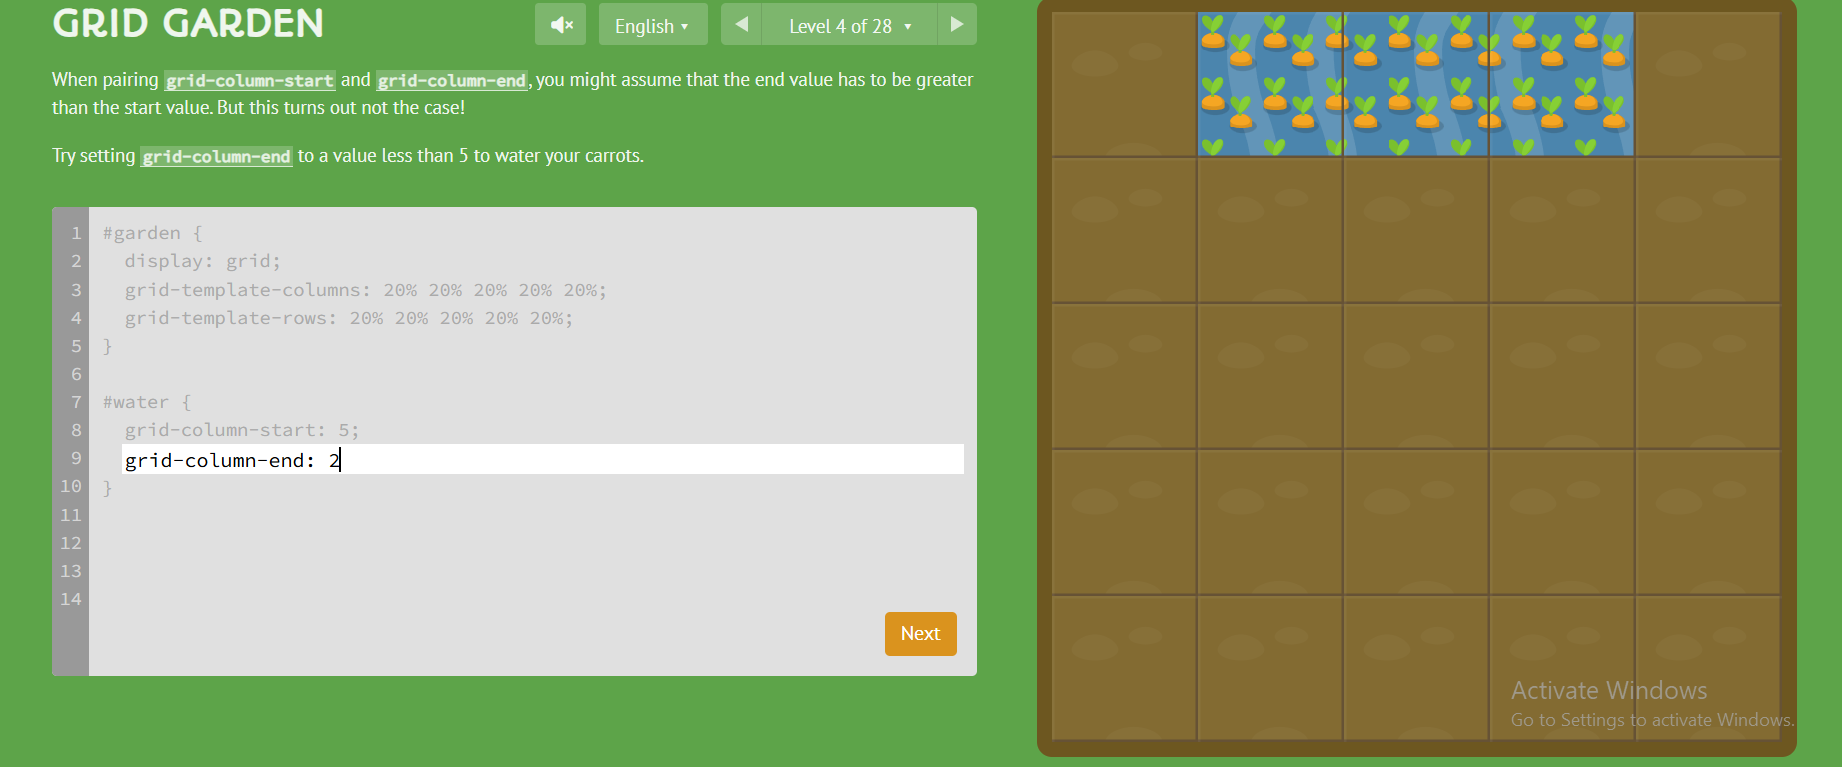 GRID GARDEN
English ▾
◀ Level 4 of 28 ▾ ▶
When pairing grid-column-start and grid-column-end, you might assume that the end value has to be greater
than the start value. But this turns out not the case!
Try setting grid-column-end to a value less than 5 to water your carrots.
1 #garden {
2 display: grid;
3 grid-template-columns: 20% 20% 20% 20% 20%;
4 grid-template-rows: 20% 20% 20% 20% 20%;
5 }
6
7 #water {
8 grid-column-start: 5;
9 grid-column-end: 2
10 }
11
12
13
14
Next
Activate Windows
Go to Settings to activate Windows.